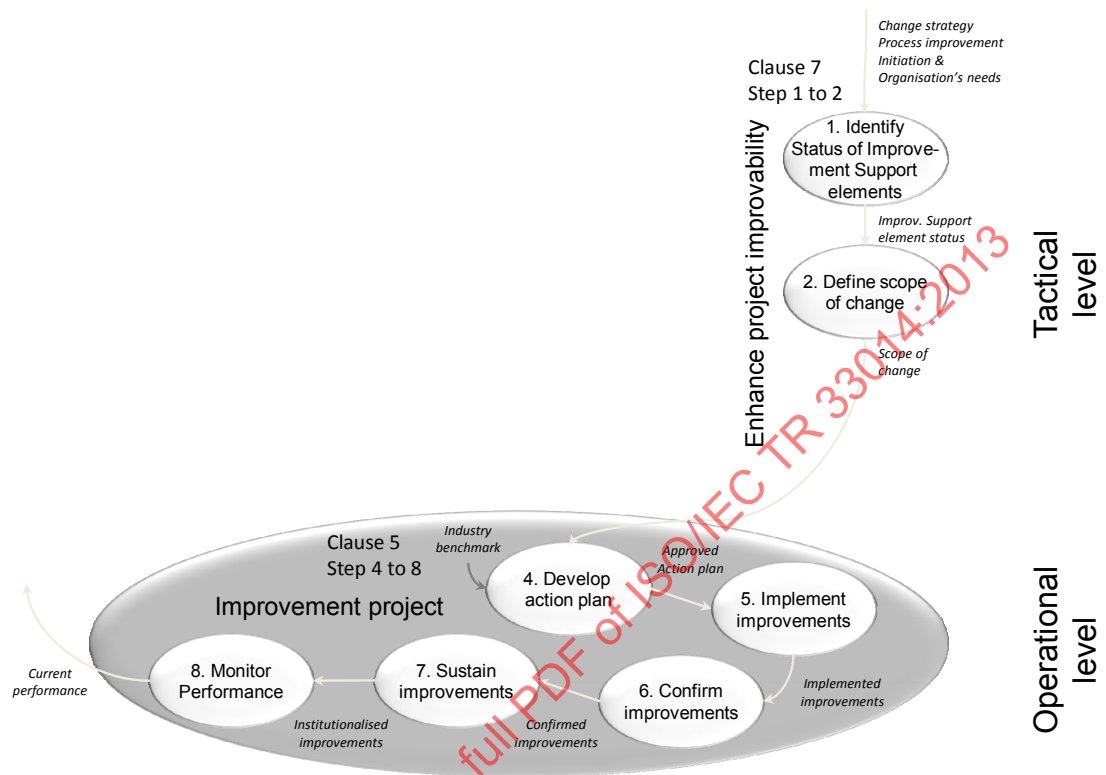 Change strategy
Process improvement
Initiation &
Organisation's needs
Clause 7
Step 1 to 2
1. Identify
Status of Improve-
ment Support
elements
Enhance project improvability
Improv. Support
element status
2. Define scope
of change
Scope of
change
Tactical
level
Clause 5
Step 4 to 8
Industry
benchmark
Improvement project
4. Develop
action plan
Approved
Action plan
5. Implement
improvements
Implemented
improvements
6. Confirm
improvements
Confirmed
improvements
7. Sustain
improvements
Institutionalised
improvements
8. Monitor
Performance
Current
performance
Operational
level
full PDF of ISO/IEC TR 33014:2013